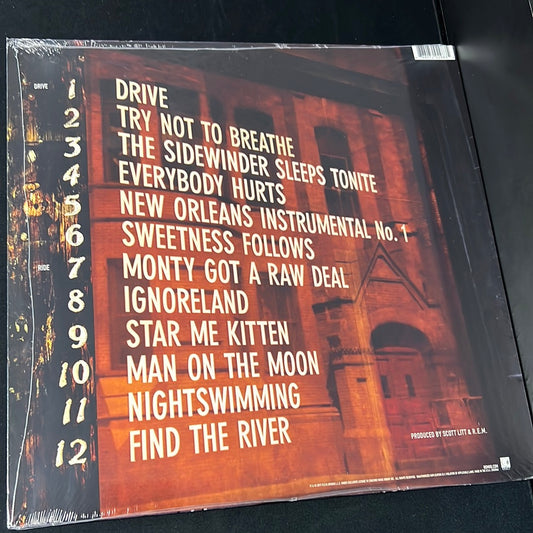 DRIVE
1 DRIVE
2 TRY NOT TO BREATHE
3 THE SIDEWINDER SLEEPS TONITE
4 EVERYBODY HURTS
5 NEW ORLEANS INSTRUMENTAL No. 1
6 SWEETNESS FOLLOWS
RIDE
7 MONTY GOT A RAW DEAL
8 IGNORELAND
9 STAR ME KITTEN
10 MAN ON THE MOON
11 NIGHTSWIMMING
12 FIND THE RIVER
PRODUCED BY SCOTT LITT & R.E.M.
REMHQ.COM